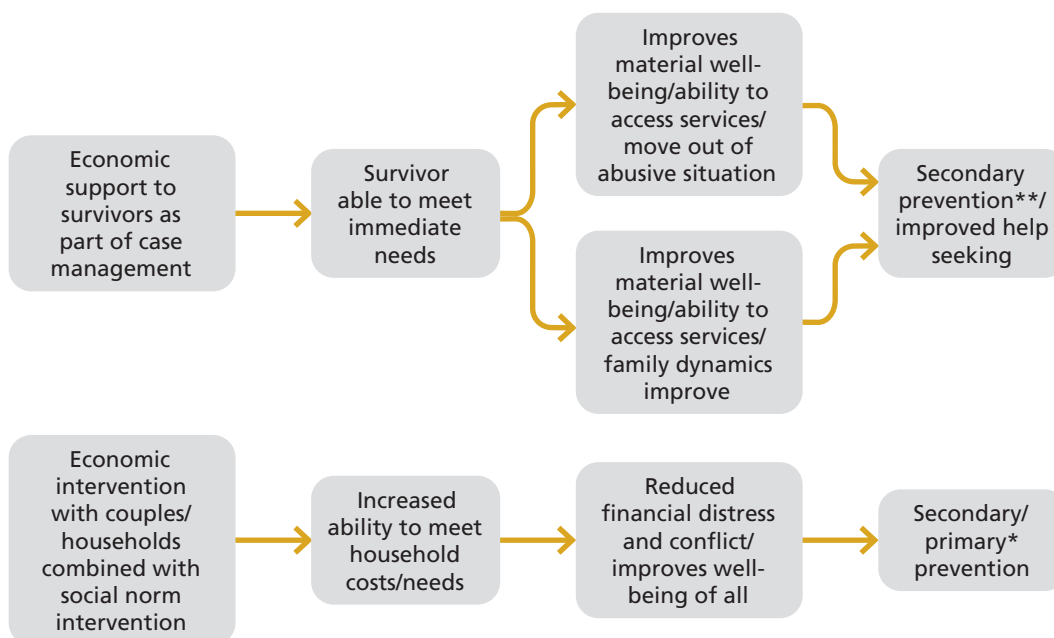 Economic
support to
survivors as
part of case
management
Survivor
able to meet
immediate
needs
Improves
material well-
being/ability to
access services/
move out of
abusive situation
Improves
material well-
being/ability to
access services/
family dynamics
improve
Secondary
prevention**/
improved help
seeking
Economic
intervention
with couples/
households
combined with
social norm
intervention
Increased
ability to meet
household
costs/needs
Reduced
financial distress
and conflict/
improves well-
being of all
Secondary/
primary*
prevention